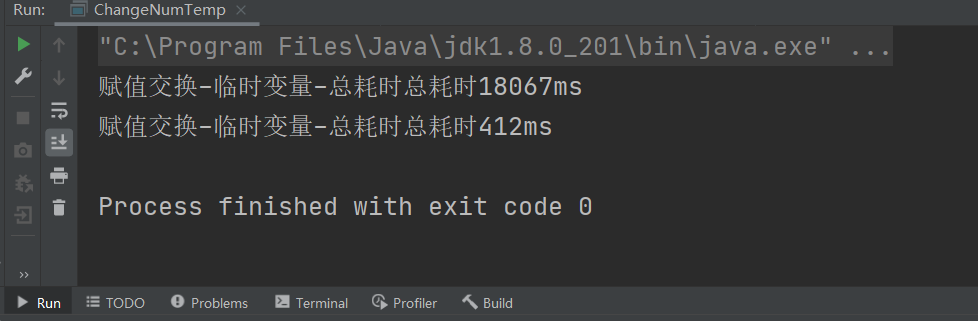 Run: ChangeNumTemp ×
"C:\Program Files\Java\jdk1.8.0_201\bin\java.exe" ...
赋值交换-临时变量-总耗时总耗时18067ms
赋值交换-临时变量-总耗时总耗时412ms
Process finished with exit code 0
Run TODO Problems Terminal Profiler Build